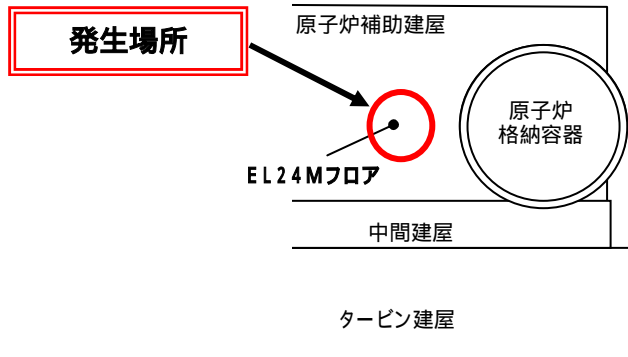 発生場所
原子炉補助建屋
原子炉
格納容器
EL24Mフロア
中間建屋
タービン建屋